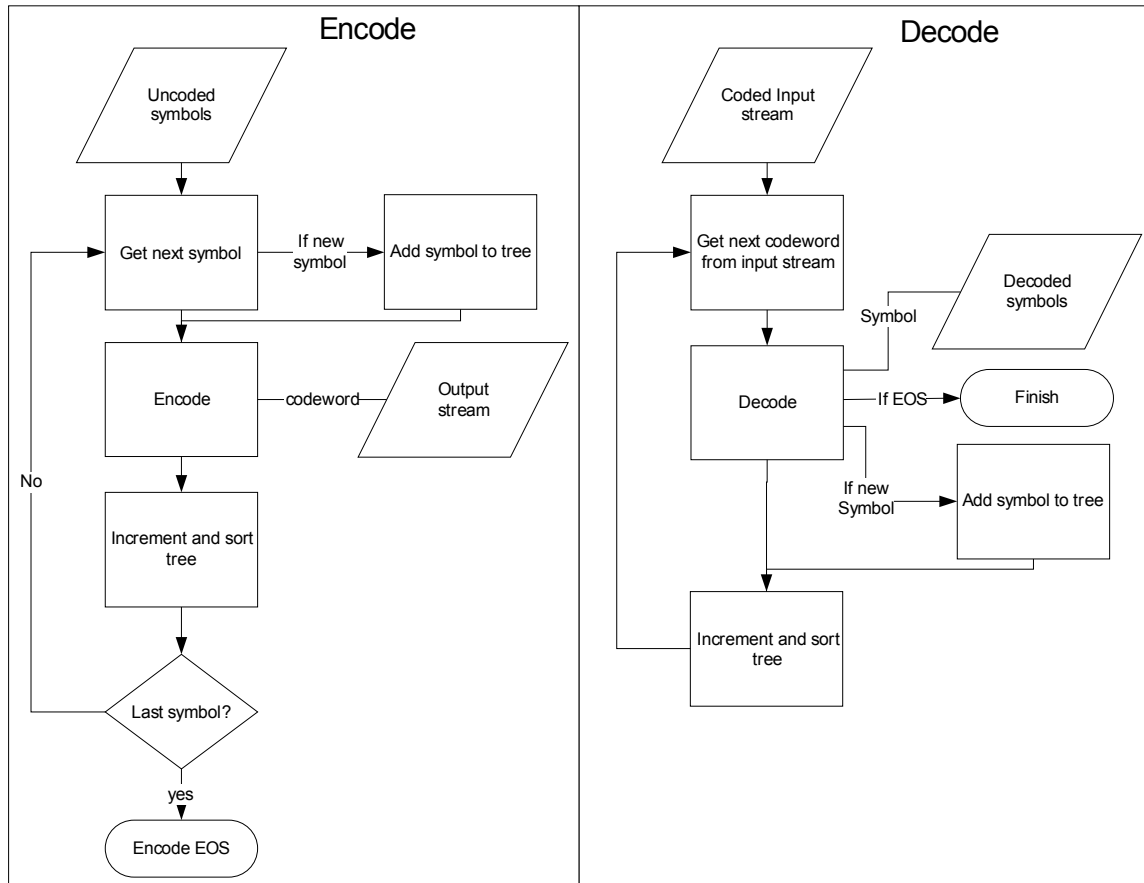 Encode
Uncoded
symbols
Get next symbol
If new
symbol
Add symbol to tree
Encode
codeword
Output
stream
No
Increment and sort
tree
Last symbol?
yes
Encode EOS
Decode
Coded Input
stream
Get next codeword
from input stream
Decoded
symbols
Symbol
Decode
If EOS
Finish
If new
Symbol
Add symbol to tree
Increment and sort
tree